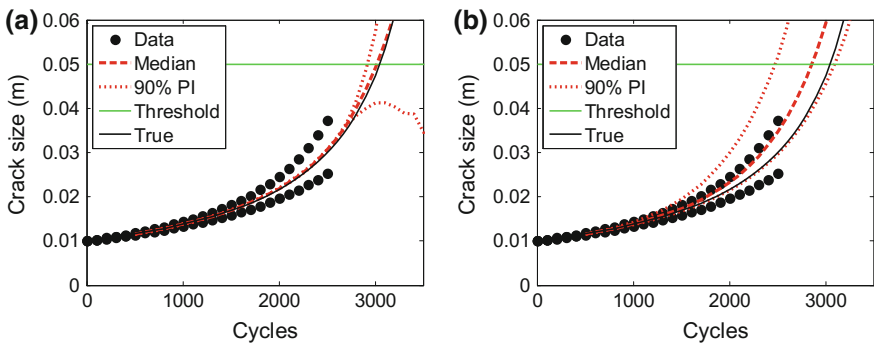 (a)
0.06
0.05
0.04
0.03
0.02
0.01
0
Crack size (m)
Data
Median
90% PI
Threshold
True
0
1000
2000
3000
Cycles
(b)
0.06
0.05
0.04
0.03
0.02
0.01
0
Crack size (m)
Data
Median
90% PI
Threshold
True
0
1000
2000
3000
Cycles